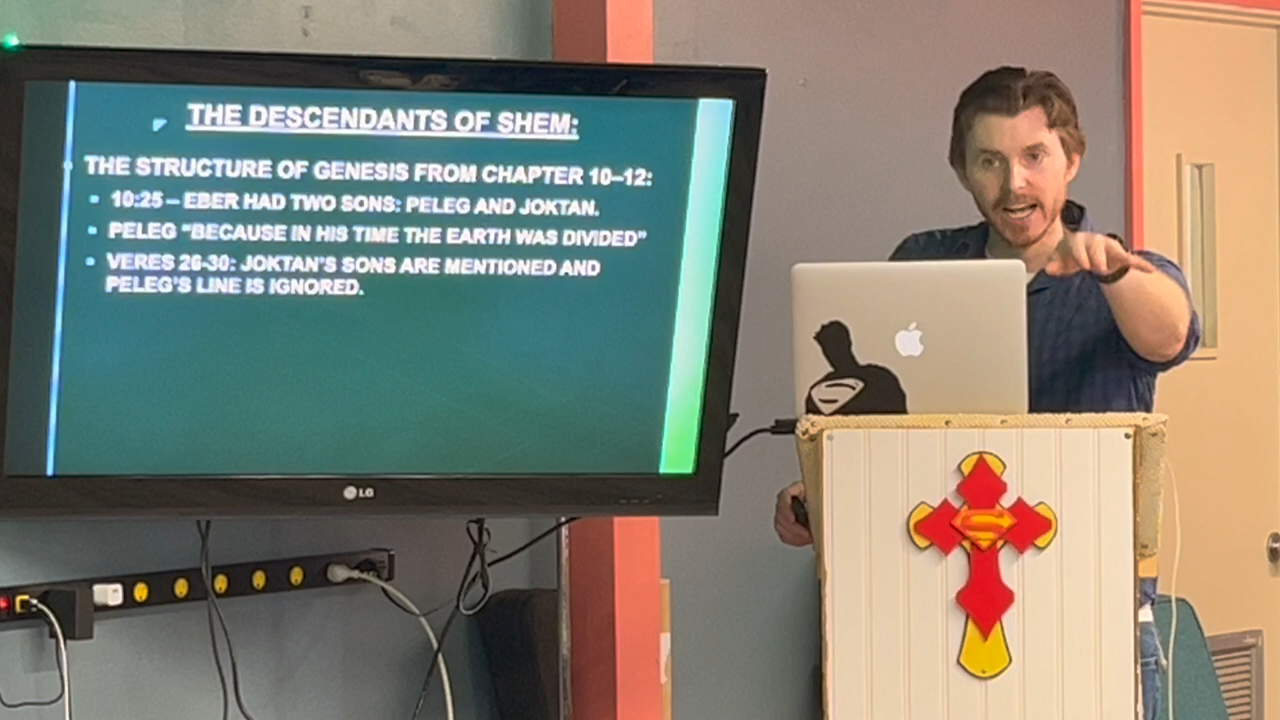 THE DESCENDANTS OF SHEM:
THE STRUCTURE OF GENESIS FROM CHAPTER 10–12:
10:25 – EBER HAD TWO SONS: PELEG AND JOKTAN.
PELEG “BECAUSE IN HIS TIME THE EARTH WAS DIVIDED”
VERES 26-30: JOKTAN’S SONS ARE MENTIONED AND
PELEG’S LINE IS IGNORED.
LG